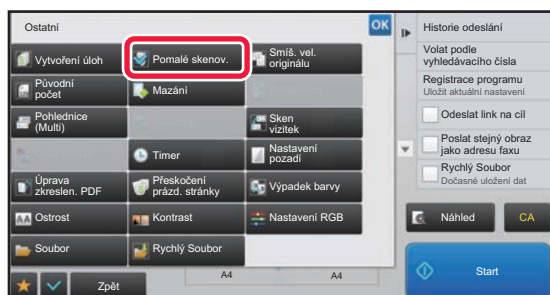 Ostatní
OK
Vytvoření úloh
Pomalé skenov.
Smíš. vel.
originálu
Původní
počet
Mazání
Pohlednice
(Multi)
Sken
vizitek
Timer
Nastavení
pozadí
Úprava
zkreslen. PDF
Přeskočení
prázd. stránky
Výpadek barvy
Ostrost
Kontrast
Nastavení RGB
Soubor
Rychlý Soubor
Zpět
A4
A4
Historie odeslání
Volat podle
vyhledávacího čísla
Registrace programu
Uložit aktuální nastavení
Odeslat link na cíl
Poslat stejný obraz
jako adresu faxu
Rychlý Soubor
Dočasné uložení dat
Náhled
CA
Start